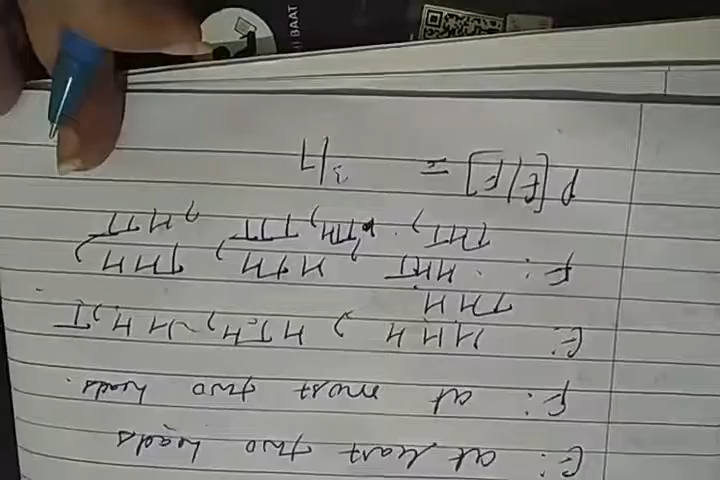 E: at least two heads
F: at most two heads.
E: HHH, HTH, HHT,
THH
F: HHT, HTH, THH,
THT, TTH, TTT, HTT
P[E/F] = 3/7
BAAT